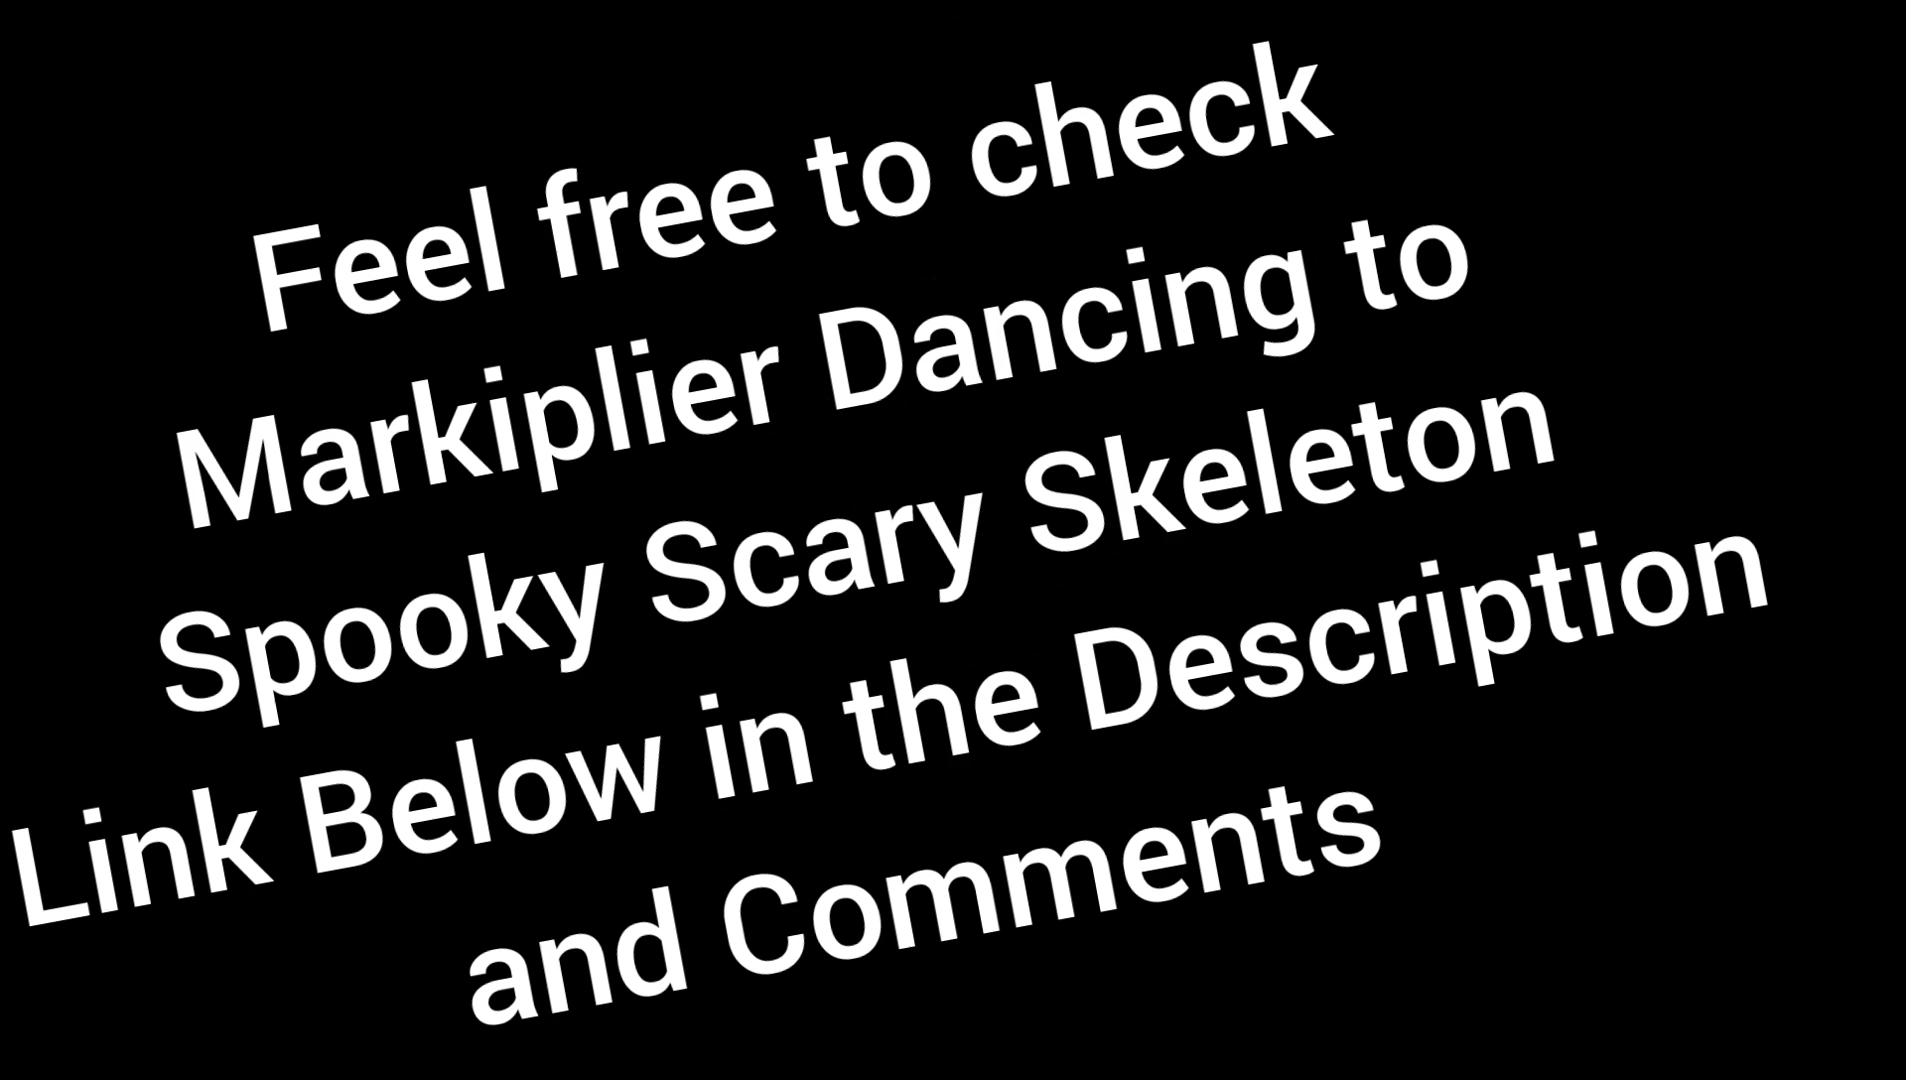 Feel free to check
Markiplier Dancing to
Spooky Scary Skeleton
Link Below in the Description
and Comments